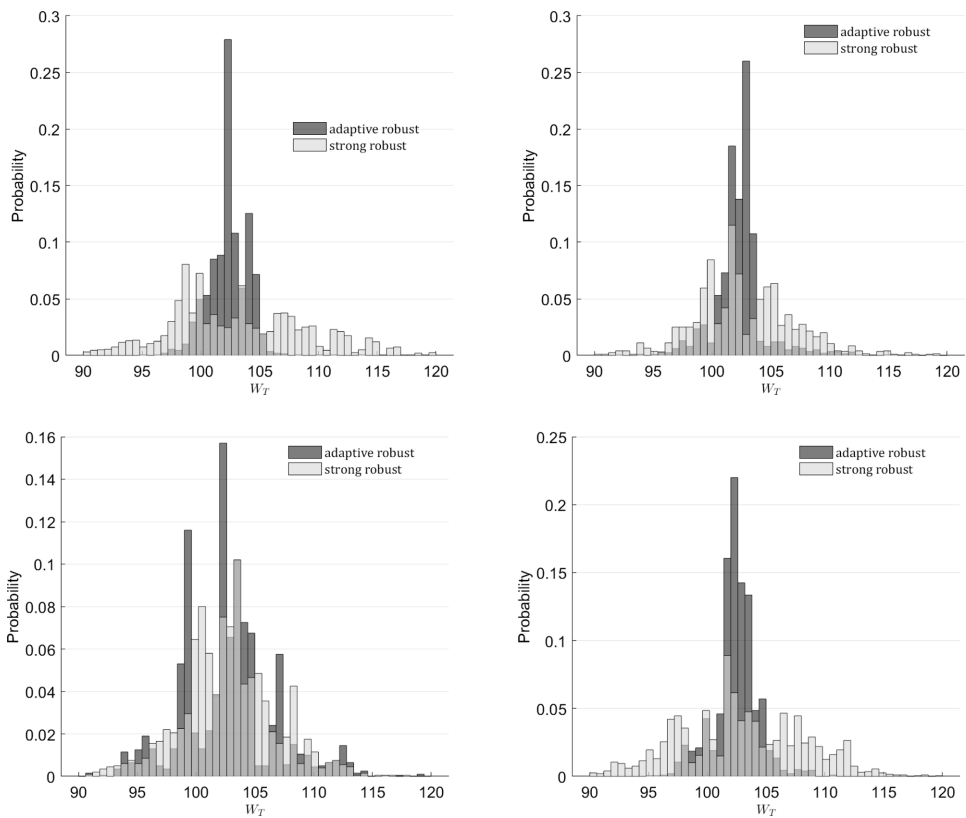 0.3
0.25
0.2
0.15
0.1
0.05
0
Probability
adaptive robust
strong robust
90 95 100 105 110 115 120
W_T
0.3
0.25
0.2
0.15
0.1
0.05
0
Probability
adaptive robust
strong robust
90 95 100 105 110 115 120
W_T
0.16
0.14
0.12
0.1
0.08
0.06
0.04
0.02
0
Probability
adaptive robust
strong robust
90 95 100 105 110 115 120
W_T
0.25
0.2
0.15
0.1
0.05
0
Probability
adaptive robust
strong robust
90 95 100 105 110 115 120
W_T